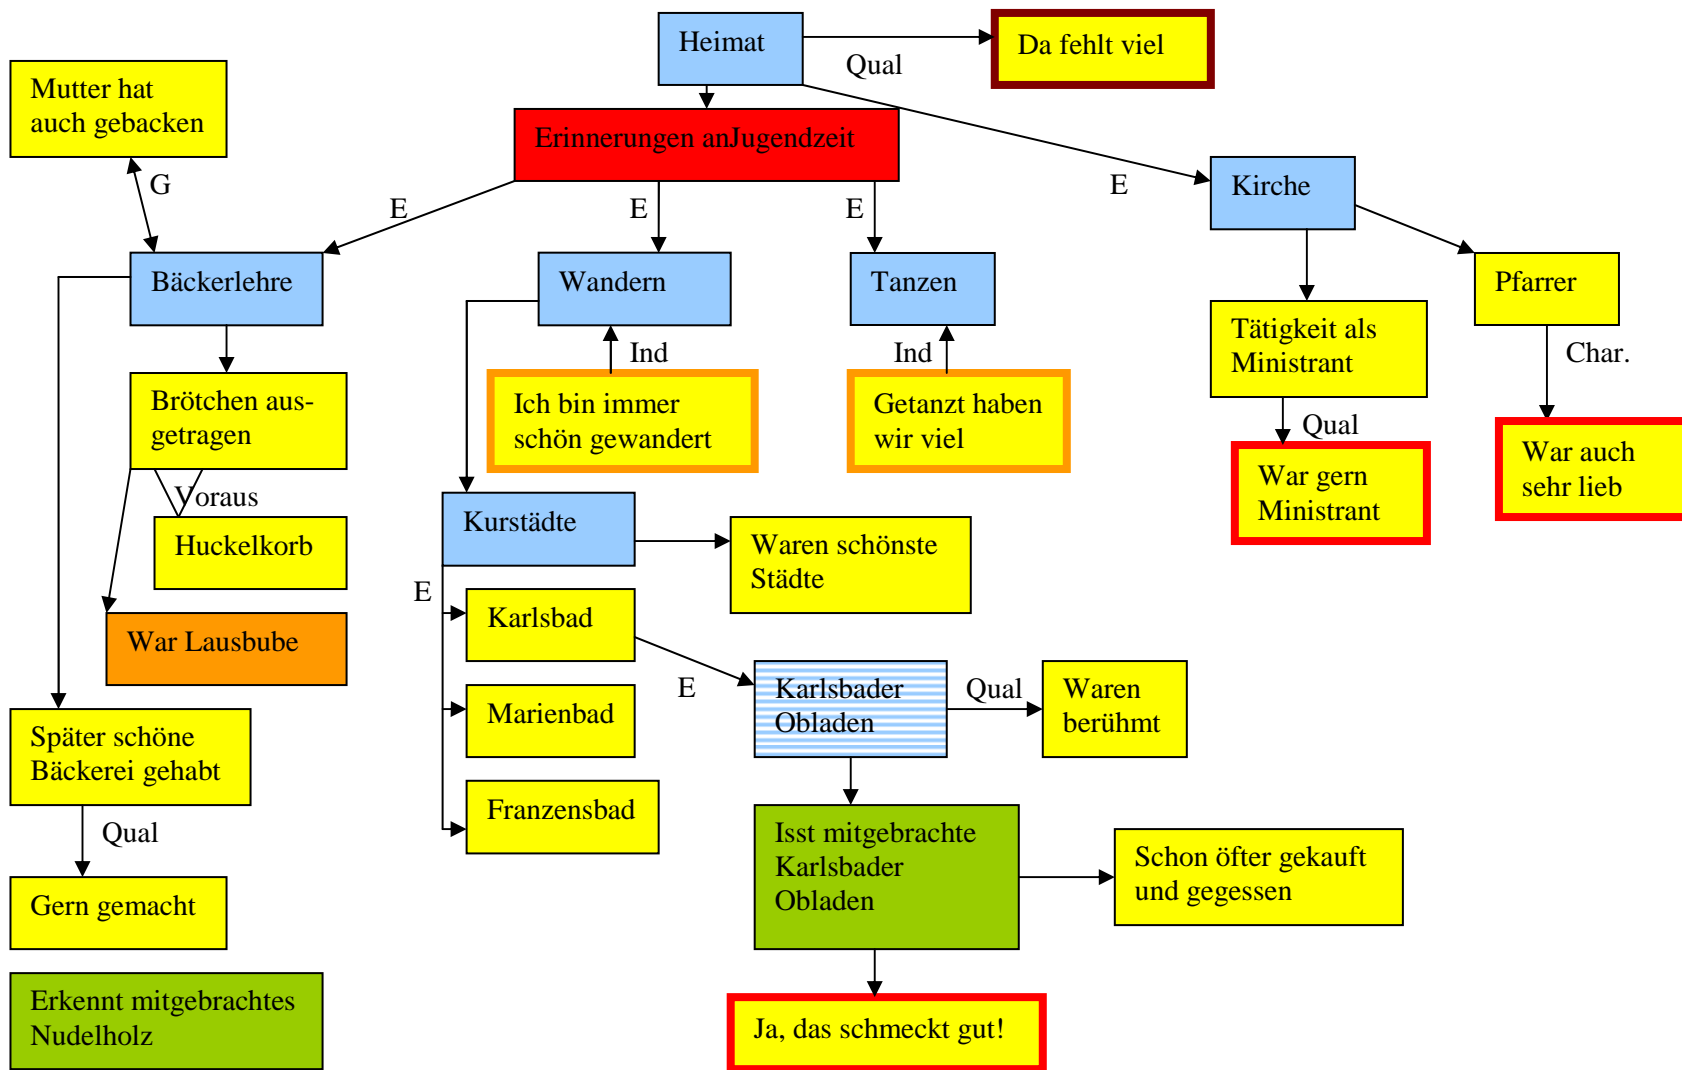 Heimat
Da fehlt viel
Qual
Mutter hat
auch gebacken
Erinnerungen anJugendzeit
G
E
E
E
E
Kirche
Bäckerlehre
Wandern
Tanzen
Pfarrer
Tätigkeit als
Ministrant
Char.
Ind
Ind
Brötchen aus-
getragen
Ich bin immer
schön gewandert
Getanzt haben
wir viel
Qual
War auch
sehr lieb
War gern
Ministrant
Voraus
Huckelkorb
Kurstädte
Waren schönste
Städte
E
Karlsbad
War Lausbube
E
Karlsbader
Obladen
Qual
Waren
berühmt
Marienbad
Später schöne
Bäckerei gehabt
Franzensbad
Qual
Isst mitgebrachte
Karlsbader
Obladen
Schon öfter gekauft
und gegessen
Gern gemacht
Erkennt mitgebrachtes
Nudelholz
Ja, das schmeckt gut!